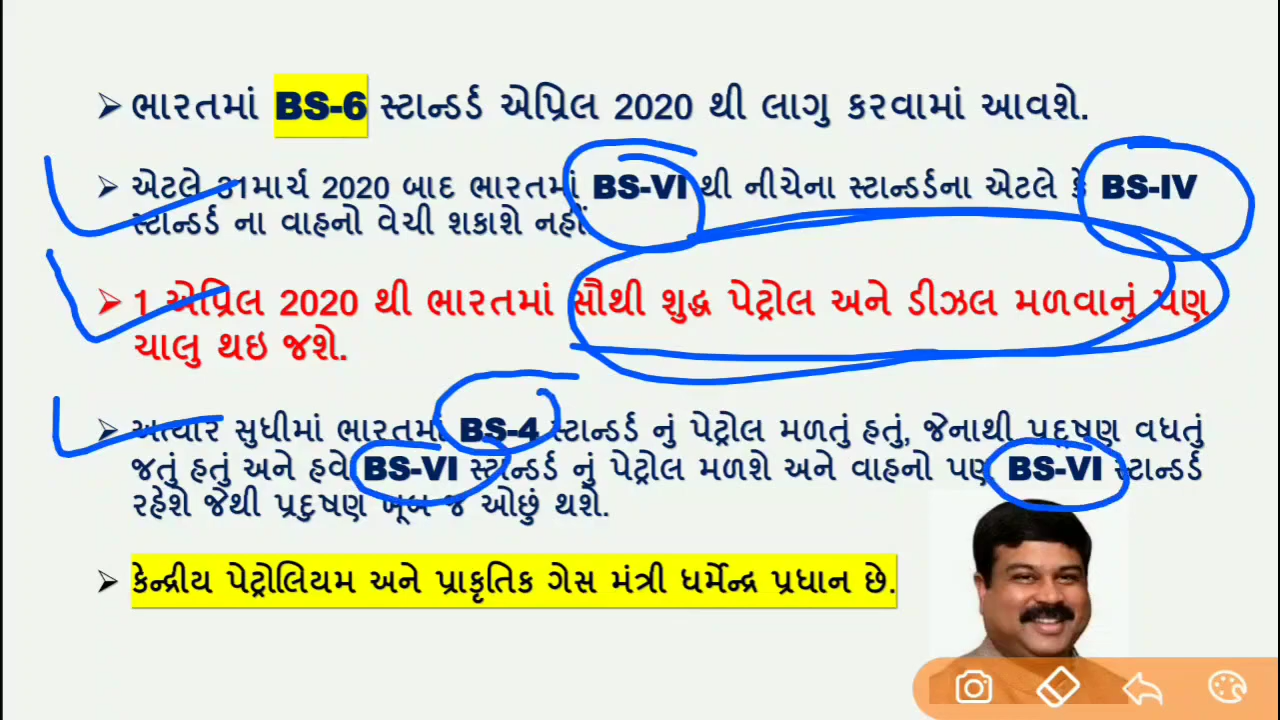 ➢ ભારતમાં BS-6 સ્ટાન્ડર્ડ એપ્રિલ 2020 થી લાગુ કરવામાં આવશે.
➢ એટલે 31માર્ચ 2020 બાદ ભારતમાં BS-VI થી નીચેના સ્ટાન્ડર્ડના એટલે કે BS-IV
સ્ટાન્ડર્ડ ના વાહનો વેચી શકાશે નહીં.
➢ 1 એપ્રિલ 2020 થી ભારતમાં સૌથી શુદ્ધ પેટ્રોલ અને ડીઝલ મળવાનું પણ
ચાલુ થઇ જશે.
➢ અત્યાર સુધીમાં ભારતમાં BS-4 સ્ટાન્ડર્ડ નું પેટ્રોલ મળતું હતું, જેનાથી પ્રદુષણ વધતું
જતું હતું અને હવે BS-VI સ્ટાન્ડર્ડ નું પેટ્રોલ મળશે અને વાહનો પણ BS-VI સ્ટાન્ડર્ડ
રહેશે જેથી પ્રદુષણ ખૂબ જ ઓછું થશે.
➢ કેન્દ્રીય પેટ્રોલિયમ અને પ્રાકૃતિક ગેસ મંત્રી ધર્મેન્દ્ર પ્રધાન છે.